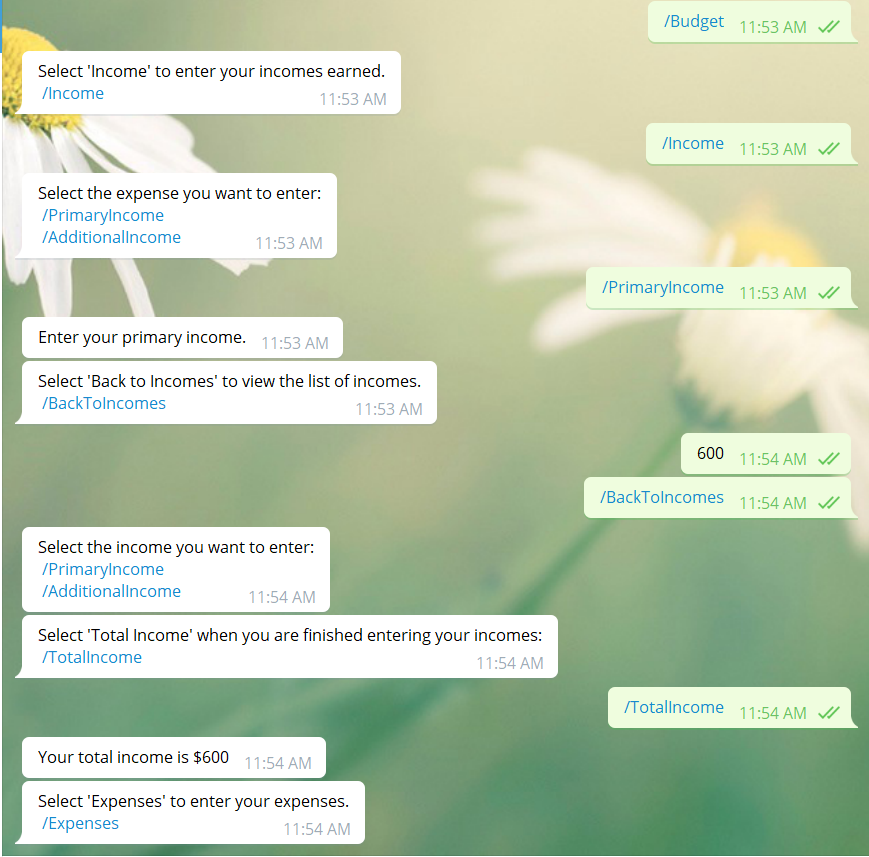 /Budget 11:53 AM
Select 'Income' to enter your incomes earned.
/Income 11:53 AM
/Income 11:53 AM
Select the expense you want to enter:
/PrimaryIncome
/AdditionalIncome 11:53 AM
/PrimaryIncome 11:53 AM
Enter your primary income. 11:53 AM
Select 'Back to Incomes' to view the list of incomes.
/BackToIncomes 11:53 AM
600 11:54 AM
/BackToIncomes 11:54 AM
Select the income you want to enter:
/PrimaryIncome
/AdditionalIncome 11:54 AM
Select 'Total Income' when you are finished entering your incomes:
/TotalIncome 11:54 AM
/TotalIncome 11:54 AM
Your total income is $600 11:54 AM
Select 'Expenses' to enter your expenses.
/Expenses 11:54 AM